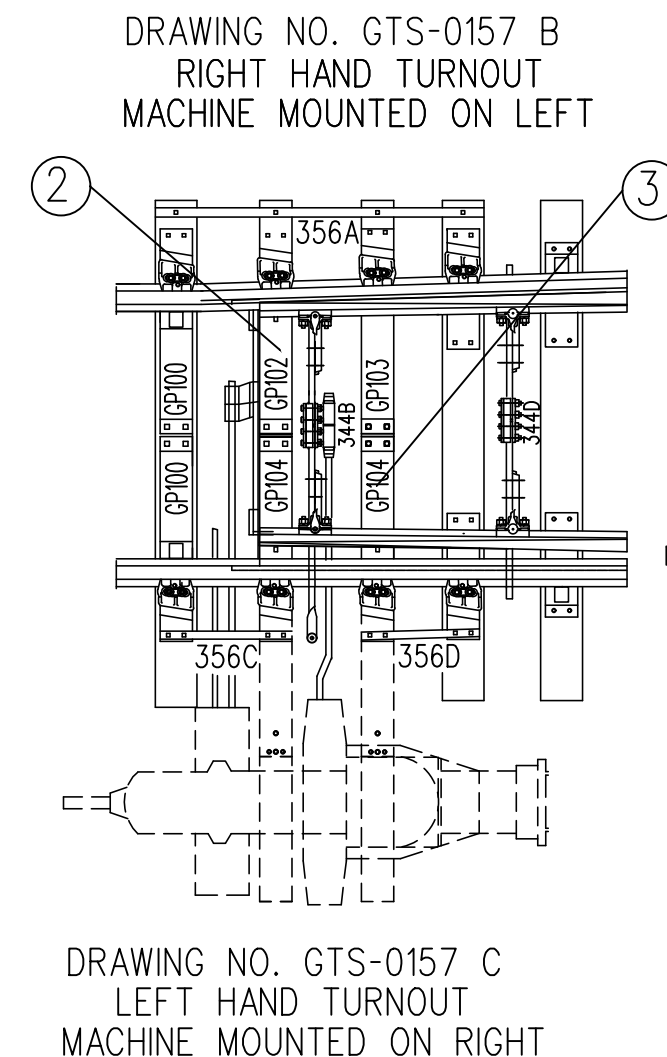 DRAWING NO. GTS-0157 B
RIGHT HAND TURNOUT
MACHINE MOUNTED ON LEFT
2
3
356A
GP100
GP102
GP103
344B
344D
GP100
GP104
GP104
356C
356D
DRAWING NO. GTS-0157 C
LEFT HAND TURNOUT
MACHINE MOUNTED ON RIGHT